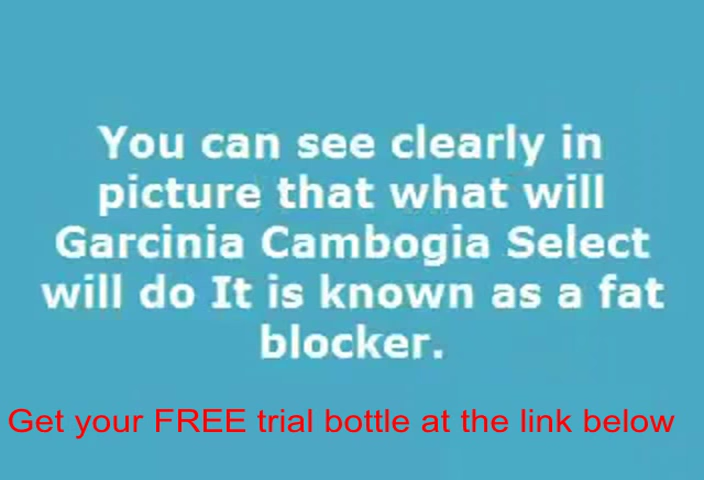 You can see clearly in
picture that what will
Garcinia Cambogia Select
will do It is known as a fat
blocker.
Get your FREE trial bottle at the link below